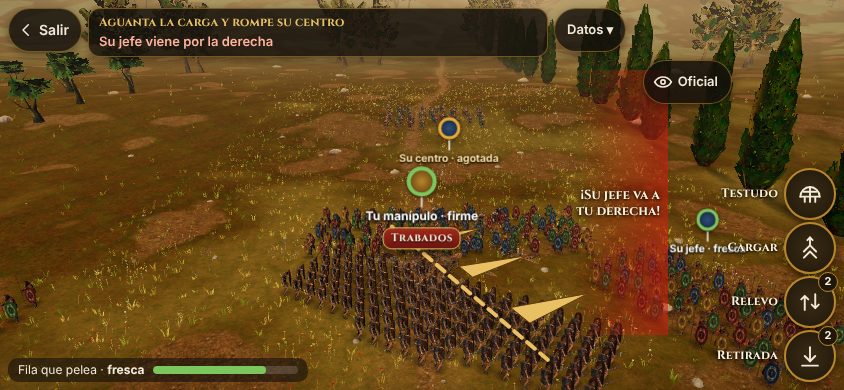 Salir
Aguanta la carga y rompe su centro
Su jefe viene por la derecha
Datos ▾
Oficial
Su centro · agotada
Tu manípulo · firme
Trabados
¡Su jefe va a
tu derecha!
Testudo
Su jefe · fresca
Cargar
2
Relevo
2
Retirada
Fila que pelea · fresca